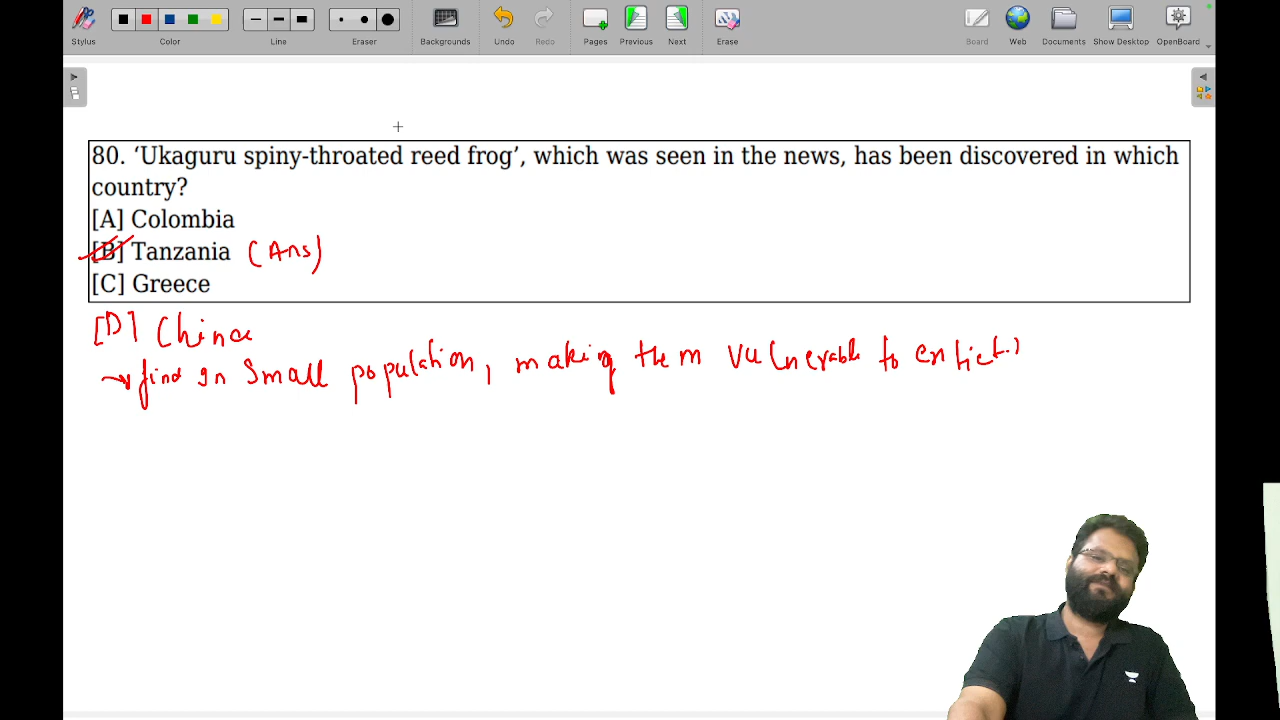 Stylus Color Line Eraser Backgrounds Undo Redo Pages Previous Next Erase Board Web Documents Show Desktop OpenBoard
80. ‘Ukaguru spiny-throated reed frog’, which was seen in the news, has been discovered in which
country?
[A] Colombia
[B] Tanzania (Ans)
[C] Greece
[D] China
→ find In Small population, making them vulnerable to